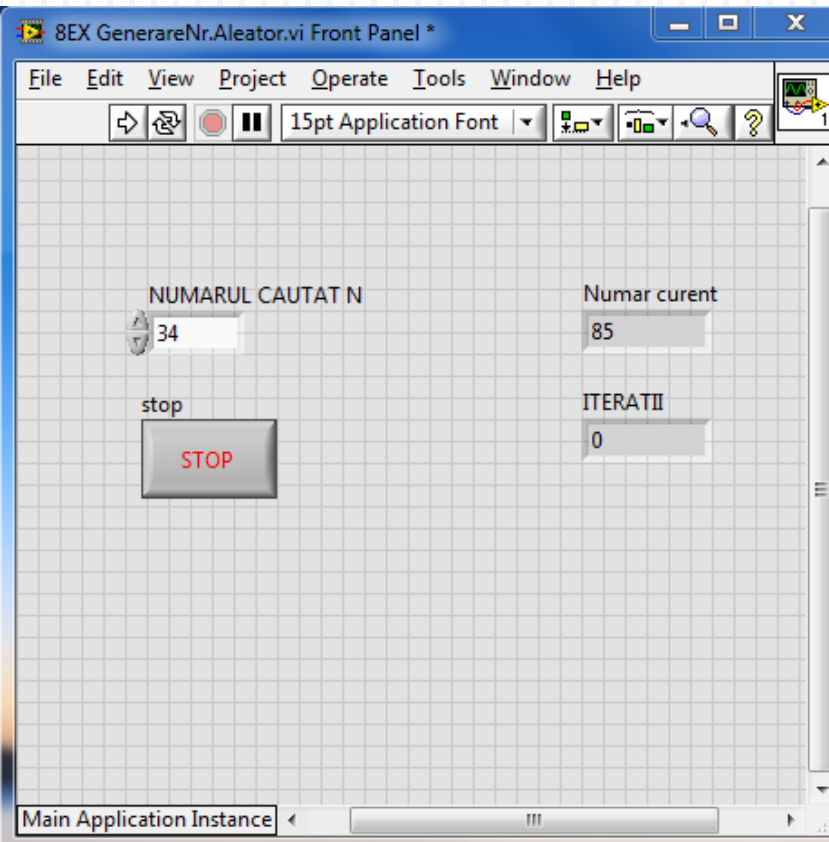 8EX GenerareNr.Aleator.vi Front Panel *
File Edit View Project Operate Tools Window Help
15pt Application Font
?
1
NUMARUL CAUTAT N
34
Numar curent
85
stop
STOP
ITERATII
0
Main Application Instance